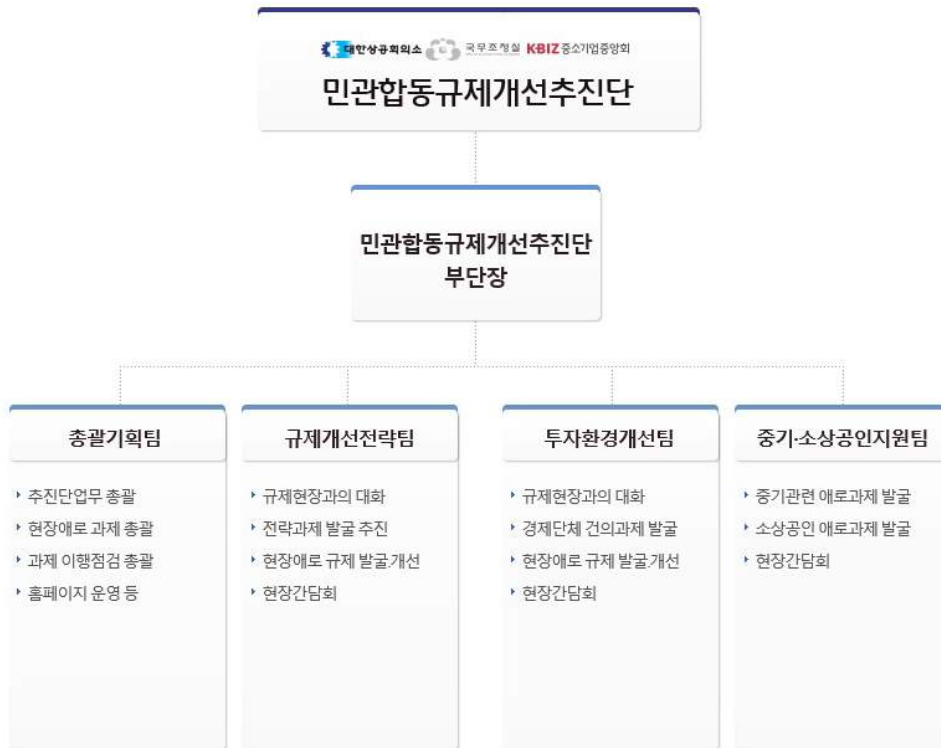 대한상공회의소 국무조정실 KBIZ중소기업중앙회
민관합동규제개선추진단
민관합동규제개선추진단
부단장
총괄기획팀
추진단업무 총괄
현장애로 과제 총괄
과제 이행점검 총괄
홈페이지 운영 등
규제개선전략팀
규제현장과의 대화
전략과제 발굴 추진
현장애로 규제 발굴.개선
현장간담회
투자환경개선팀
규제현장과의 대화
경제단체 건의과제 발굴
현장애로 규제 발굴.개선
현장간담회
중기·소상공인지원팀
중기관련 애로과제 발굴
소상공인 애로과제 발굴
현장간담회